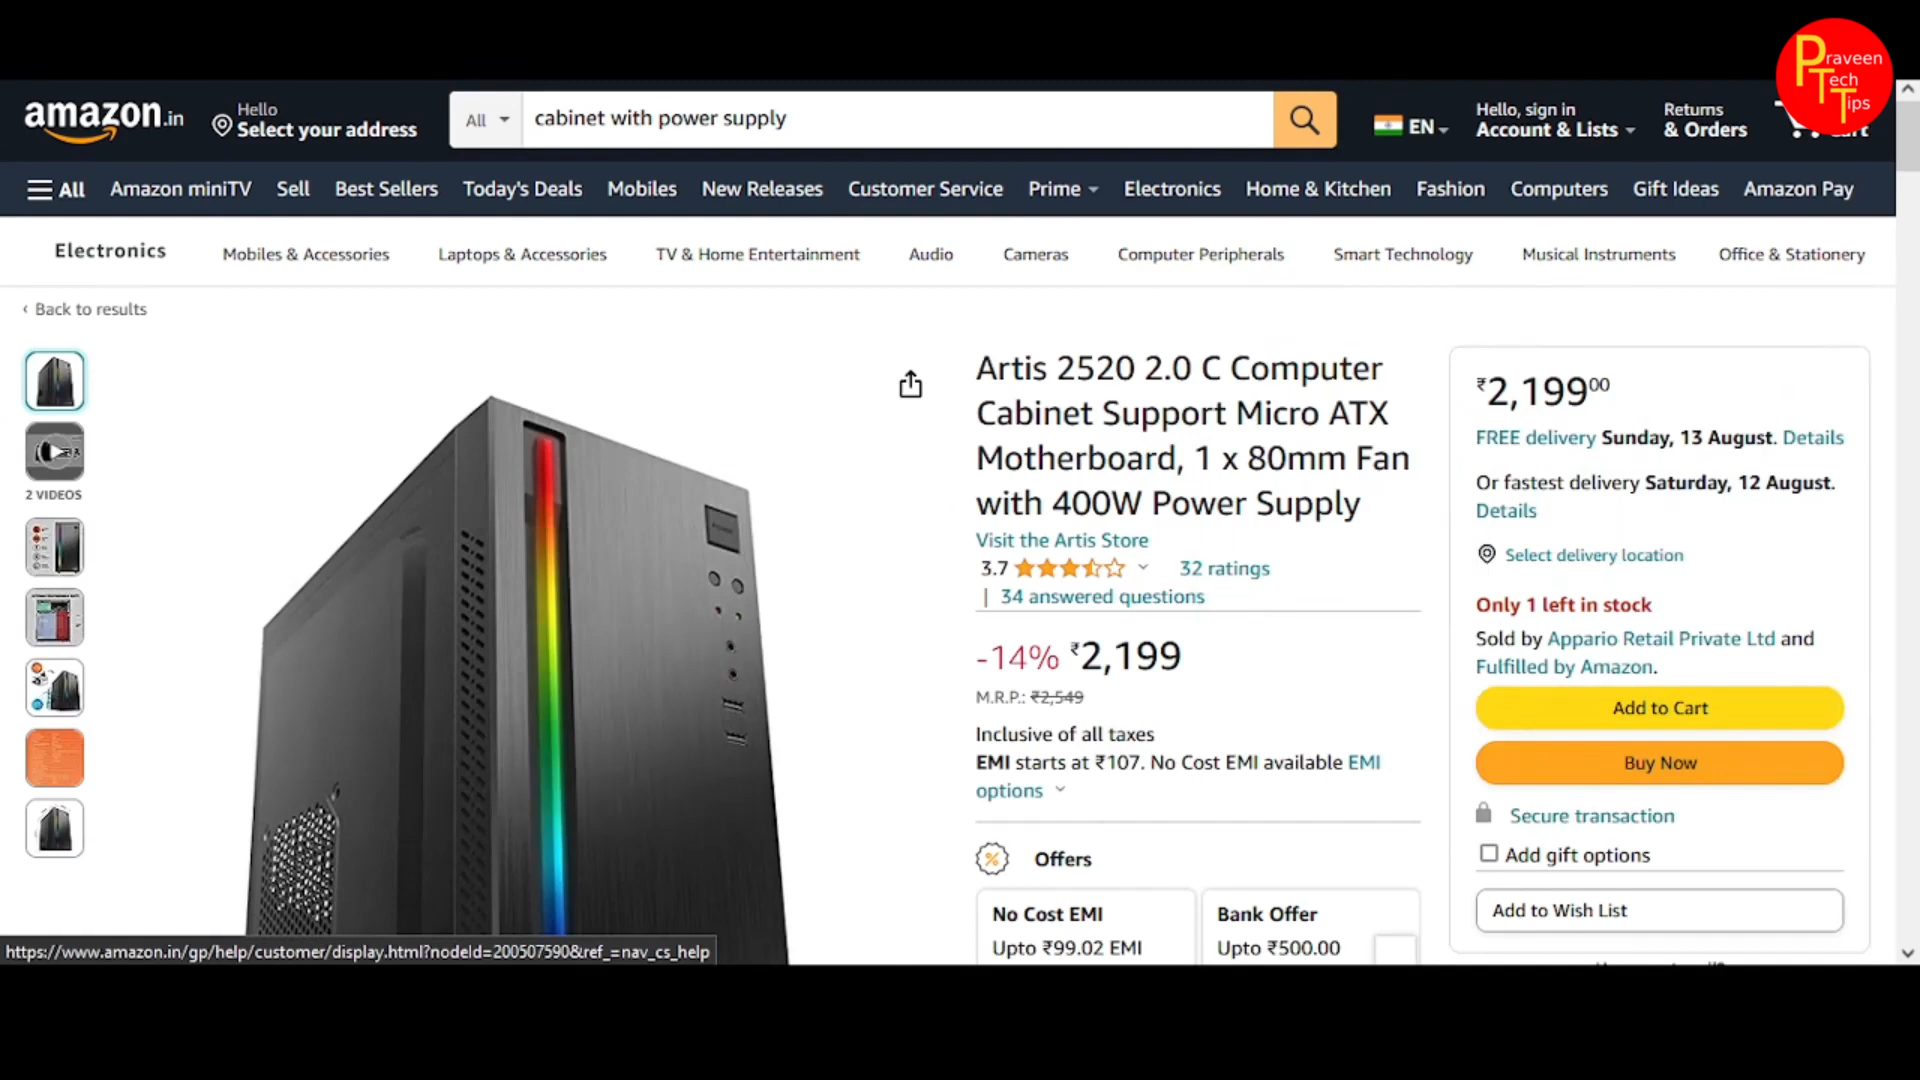 Praveen
Tech
Tips
amazon.in
Hello
Select your address
All
cabinet with power supply
EN
Hello, sign in
Account & Lists
Returns
& Orders
Cart
All
Amazon miniTV
Sell
Best Sellers
Today's Deals
Mobiles
New Releases
Customer Service
Prime
Electronics
Home & Kitchen
Fashion
Computers
Gift Ideas
Amazon Pay
Electronics
Mobiles & Accessories
Laptops & Accessories
TV & Home Entertainment
Audio
Cameras
Computer Peripherals
Smart Technology
Musical Instruments
Office & Stationery
‹ Back to results
2 VIDEOS
Artis 2520 2.0 C Computer
Cabinet Support Micro ATX
Motherboard, 1 x 80mm Fan
with 400W Power Supply
Visit the Artis Store
3.7
32 ratings
| 34 answered questions
-14% ₹2,199
M.R.P.: ₹2,549
Inclusive of all taxes
EMI starts at ₹107. No Cost EMI available EMI
options
% Offers
No Cost EMI
Upto ₹99.02 EMI
Bank Offer
Upto ₹500.00
₹2,19900
FREE delivery Sunday, 13 August. Details
Or fastest delivery Saturday, 12 August.
Details
Select delivery location
Only 1 left in stock
Sold by Appario Retail Private Ltd and
Fulfilled by Amazon.
Add to Cart
Buy Now
Secure transaction
Add gift options
Add to Wish List
https://www.amazon.in/gp/help/customer/display.html?nodeId=200507590&ref_=nav_cs_help